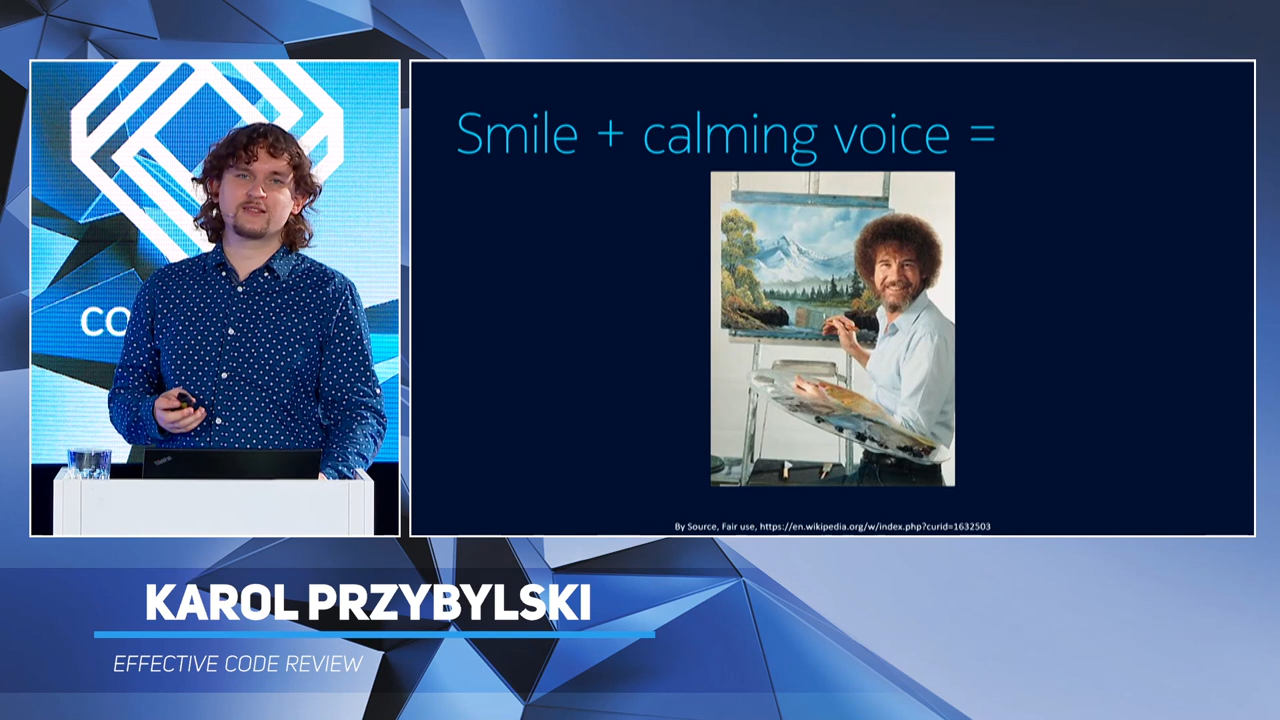 Smile + calming voice =
CO
By Source, Fair use, https://en.wikipedia.org/w/index.php?curid=1632503
KAROL PRZYBYLSKI
EFFECTIVE CODE REVIEW